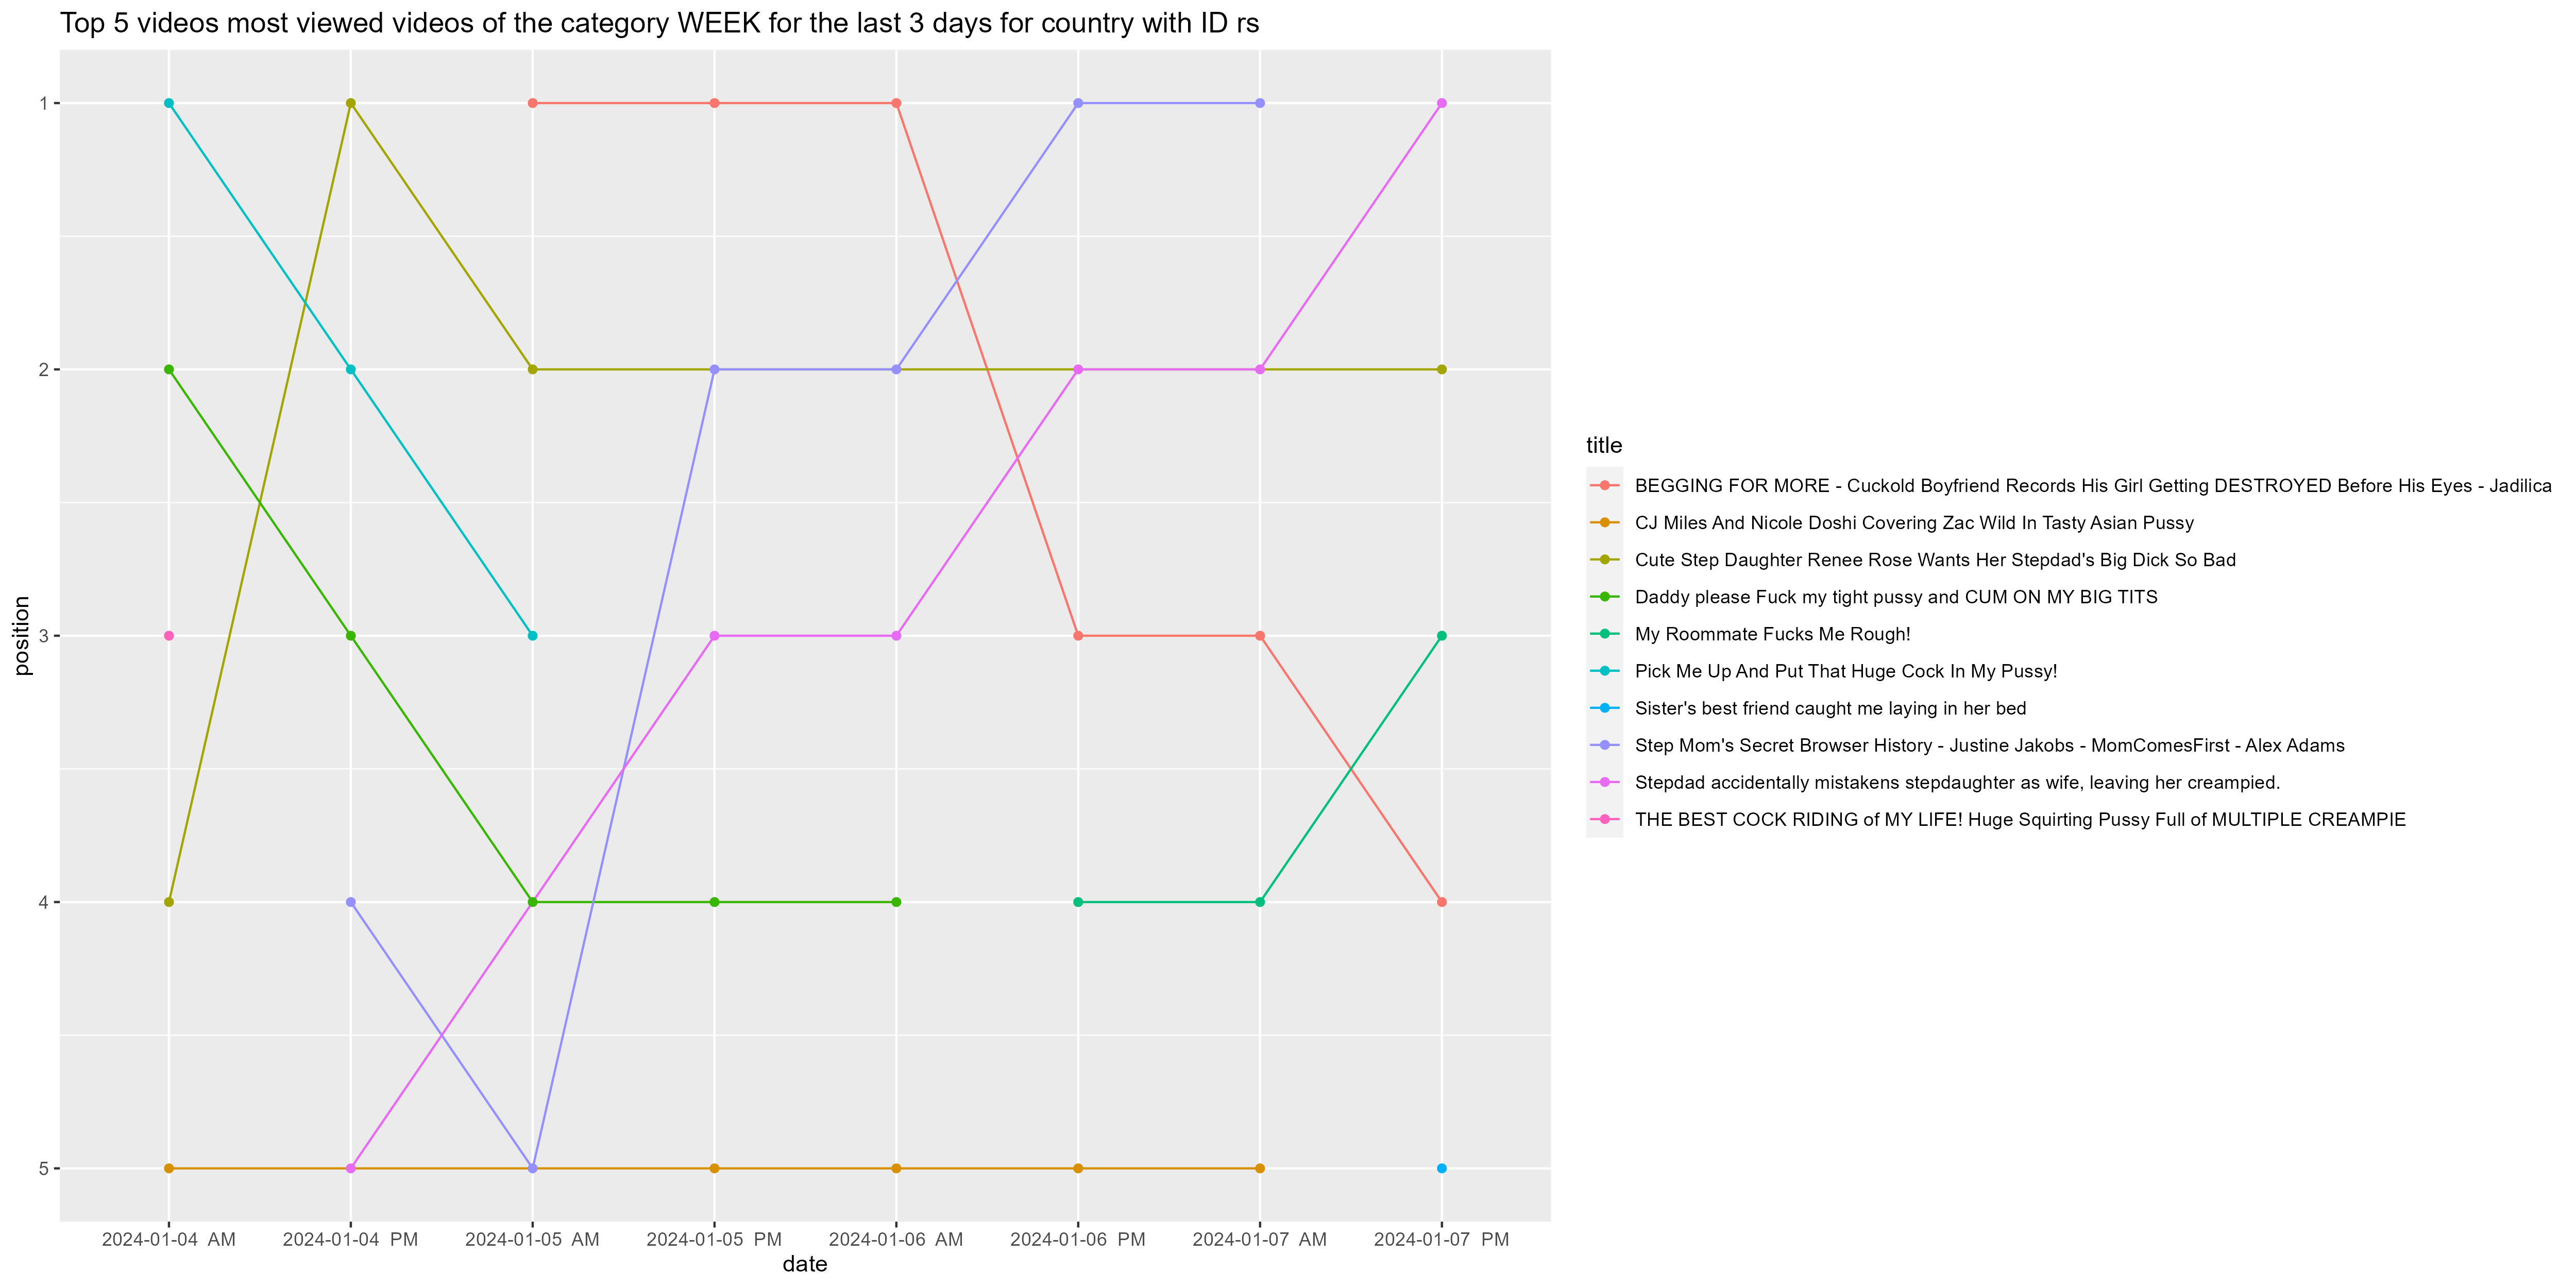 Top 5 videos most viewed videos of the category WEEK for the last 3 days for country with ID rs
position
1
2
3
4
5
2024-01-04 AM
2024-01-04 PM
2024-01-05 AM
2024-01-05 PM
2024-01-06 AM
2024-01-06 PM
2024-01-07 AM
2024-01-07 PM
date
title
BEGGING FOR MORE - Cuckold Boyfriend Records His Girl Getting DESTROYED Before His Eyes - Jadilica
CJ Miles And Nicole Doshi Covering Zac Wild In Tasty Asian Pussy
Cute Step Daughter Renee Rose Wants Her Stepdad's Big Dick So Bad
Daddy please Fuck my tight pussy and CUM ON MY BIG TITS
My Roommate Fucks Me Rough!
Pick Me Up And Put That Huge Cock In My Pussy!
Sister's best friend caught me laying in her bed
Step Mom's Secret Browser History - Justine Jakobs - MomComesFirst - Alex Adams
Stepdad accidentally mistakens stepdaughter as wife, leaving her creampied.
THE BEST COCK RIDING of MY LIFE! Huge Squirting Pussy Full of MULTIPLE CREAMPIE